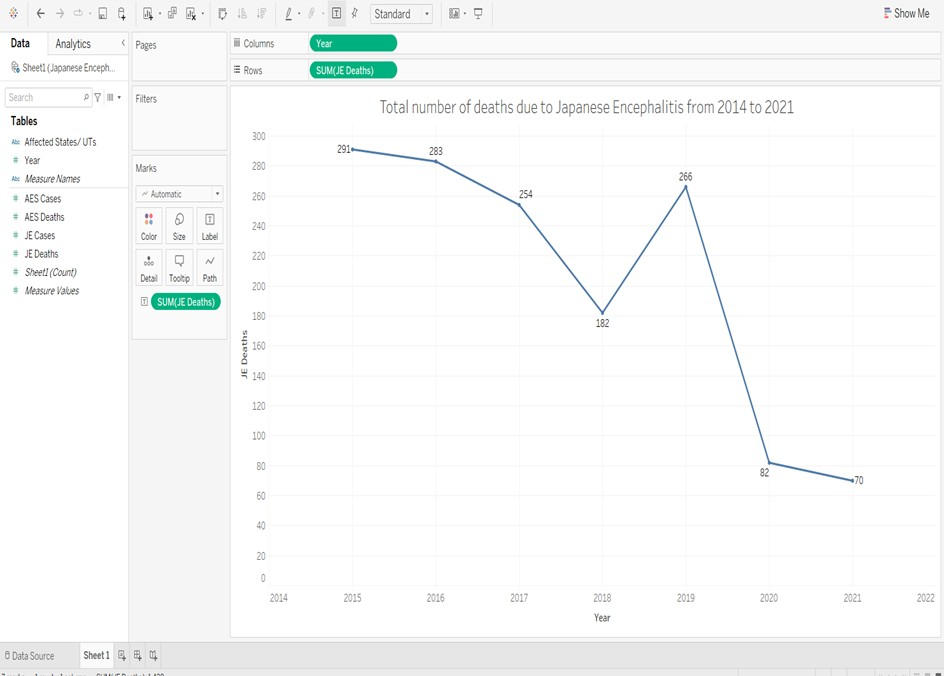 Standard
Show Me
Data
Analytics
Pages
Columns
Year
Sheet1 (Japanese Enceph...
Rows
SUM(JE Deaths)
Search
Filters
Total number of deaths due to Japanese Encephalitis from 2014 to 2021
Tables
Abc Affected States/ UTs
# Year
Abc Measure Names
# AES Cases
# AES Deaths
# JE Cases
# JE Deaths
# Sheet1 (Count)
# Measure Values
Marks
Automatic
Color
Size
Label
Detail
Tooltip
Path
SUM(JE Deaths)
JE Deaths
300
280
260
240
220
200
180
160
140
120
100
80
60
40
20
0
291
283
254
182
266
82
70
2014
2015
2016
2017
2018
2019
2020
2021
2022
Year
Data Source
Sheet 1